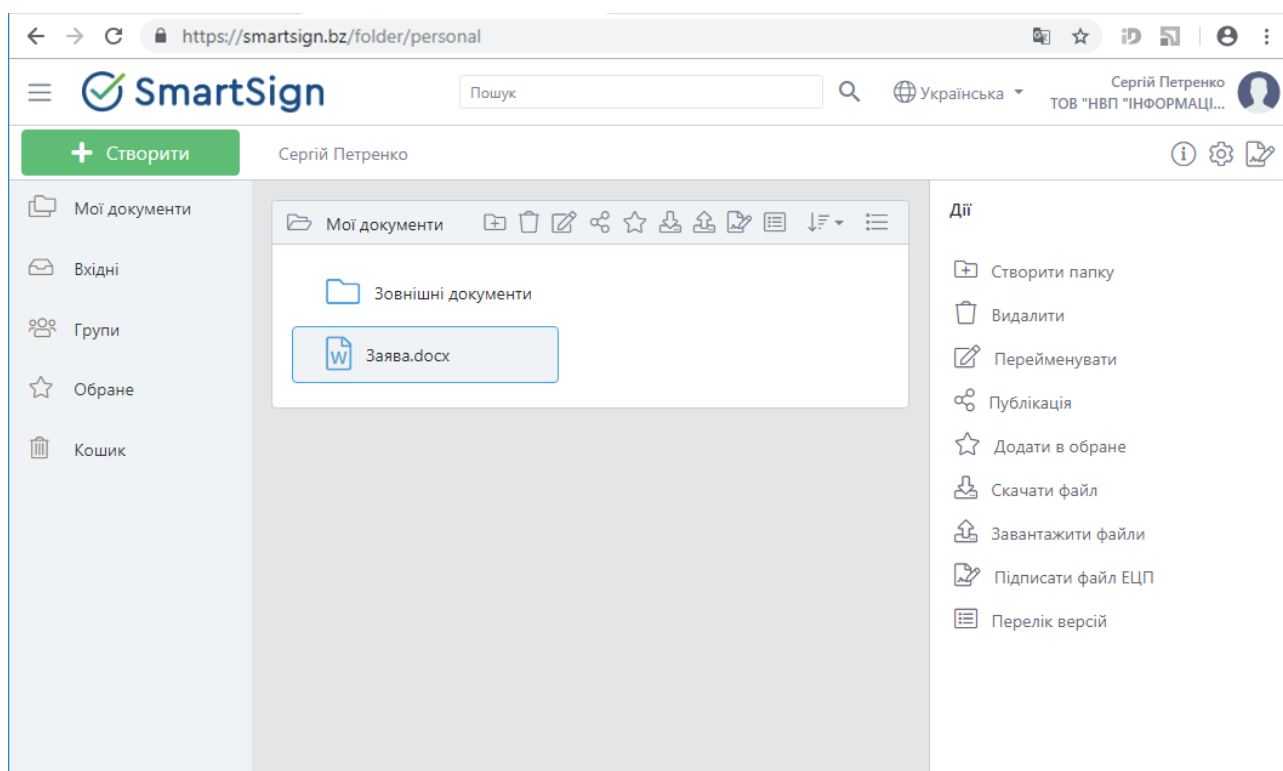 https://smartsign.bz/folder/personal
SmartSign
Пошук
Українська
Сергій Петренко
ТОВ "НВП "ІНФОРМАЦІ...
+ Створити
Сергій Петренко
Мої документи
Вхідні
Групи
Обране
Кошик
Мої документи
Зовнішні документи
W Заява.docx
Дії
Створити папку
Видалити
Перейменувати
Публікація
Додати в обране
Скачати файл
Завантажити файли
Підписати файл ЕЦП
Перелік версій